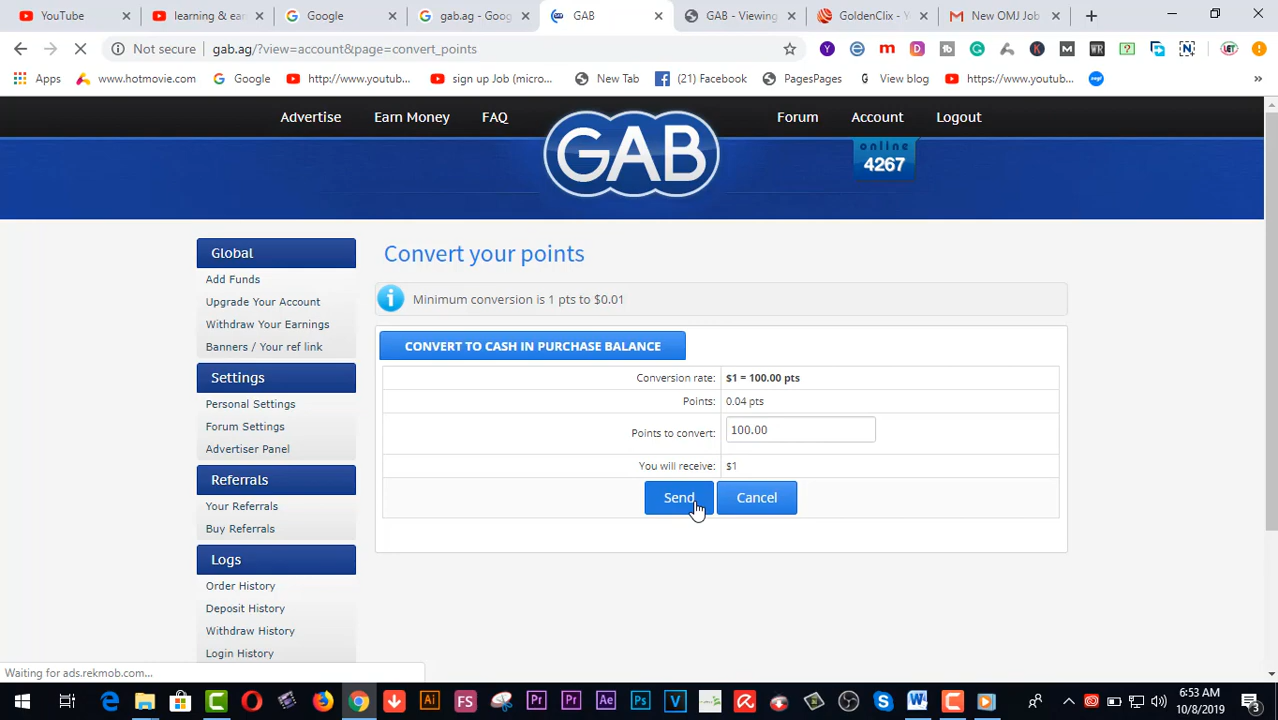 YouTube
learning & ear
Google
gab.ag - Goog
GAB
GAB - Viewing
GoldenClix - Y
New OMJ Job
Not secure
gab.ag/?view=account&page=convert_points
Apps
www.hotmovie.com
Google
http://www.youtub...
sign up Job (micro...
New Tab
(21) Facebook
PagesPages
View blog
https://www.youtub...
Advertise
Earn Money
FAQ
GAB
Forum
Account
Logout
online
4267
Global
Add Funds
Upgrade Your Account
Withdraw Your Earnings
Banners / Your ref link
Settings
Personal Settings
Forum Settings
Advertiser Panel
Referrals
Your Referrals
Buy Referrals
Logs
Order History
Deposit History
Withdraw History
Login History
Convert your points
Minimum conversion is 1 pts to $0.01
CONVERT TO CASH IN PURCHASE BALANCE
Conversion rate: $1 = 100.00 pts
Points: 0.04 pts
Points to convert: 100.00
You will receive: $1
Send
Cancel
Waiting for ads.rekmob.com...
6:53 AM
10/8/2019